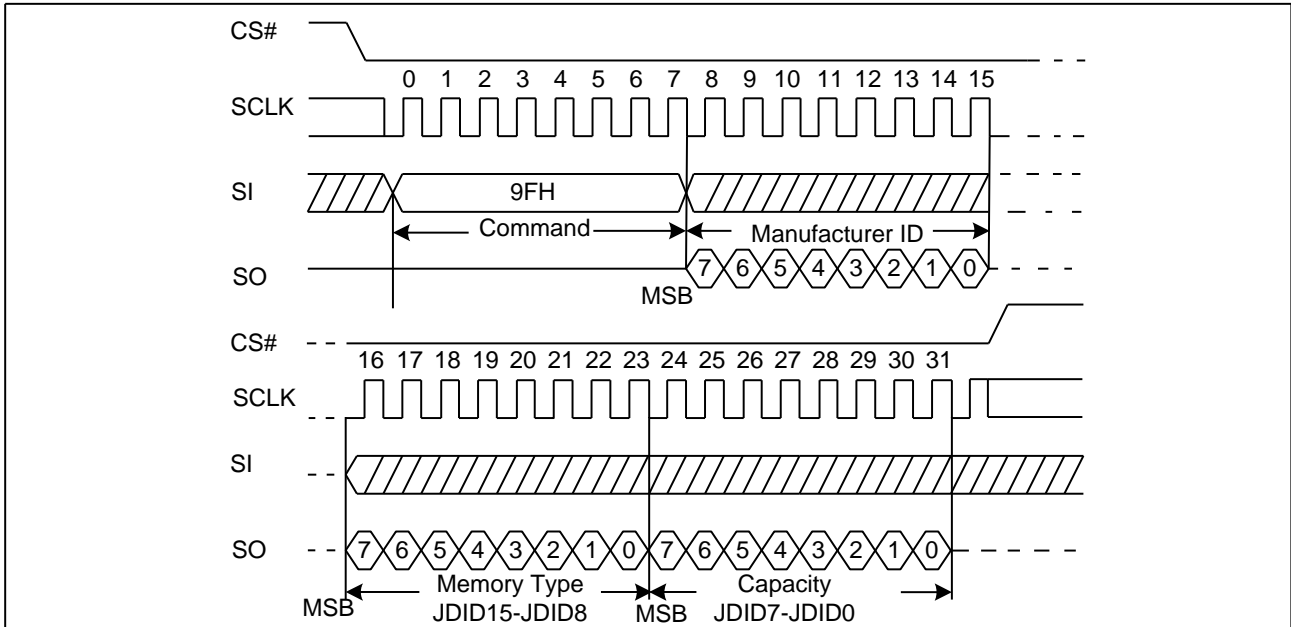 CS#
0 1 2 3 4 5 6 7 8 9 10 11 12 13 14 15
SCLK
SI 9FH
Command Manufacturer ID
SO 7 6 5 4 3 2 1 0
MSB
CS#
16 17 18 19 20 21 22 23 24 25 26 27 28 29 30 31
SCLK
SI
SO 7 6 5 4 3 2 1 0 7 6 5 4 3 2 1 0
Memory Type Capacity
MSB JDID15-JDID8 MSB JDID7-JDID0